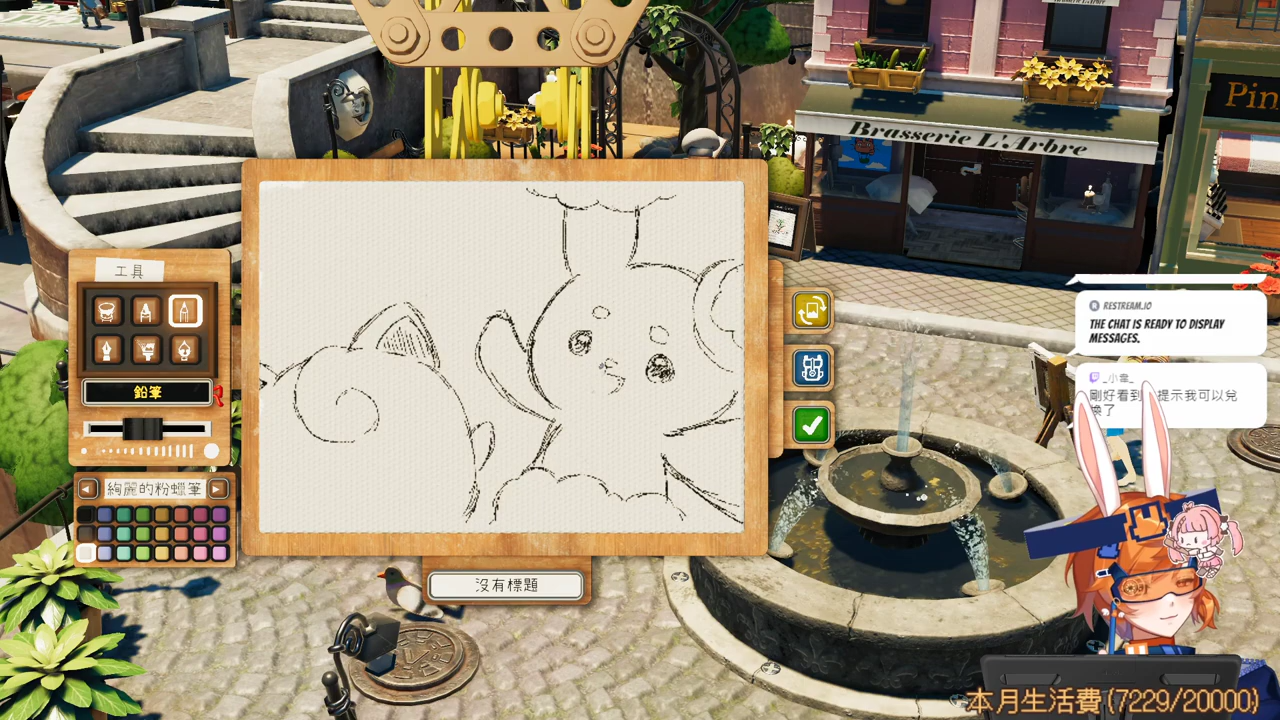 Brasserie L'Arbre
Pin
工具
鉛筆
絢麗的粉蠟筆
沒有標題
RESTREAM.IO
THE CHAT IS READY TO DISPLAY
MESSAGES.
_小韋_
剛好看到 提示我可以兌
換了
本月生活費(7229/20000)